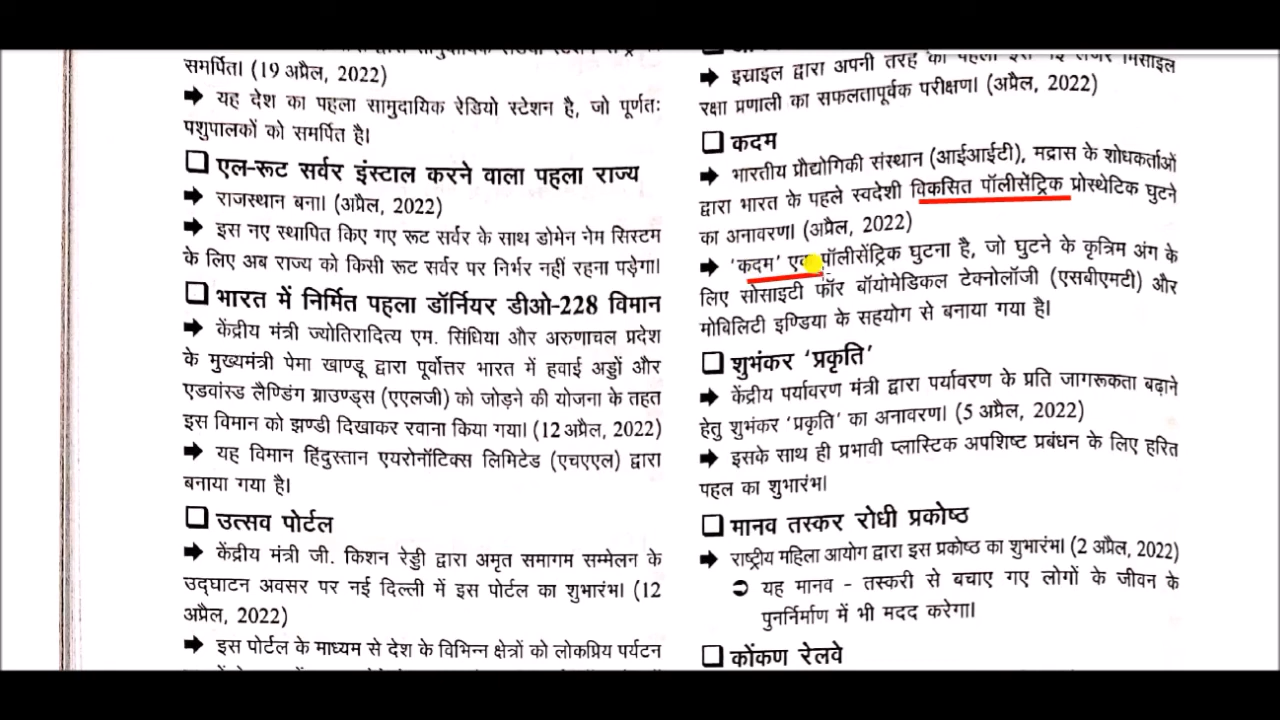 समर्पित। (19 अप्रैल, 2022)
➔ यह देश का पहला सामुदायिक रेडियो स्टेशन है, जो पूर्णतः
पशुपालकों को समर्पित है।
❑ एल-रूट सर्वर इंस्टाल करने वाला पहला राज्य
➔ राजस्थान बना। (अप्रैल, 2022)
➔ इस नए स्थापित किए गए रूट सर्वर के साथ डोमेन नेम सिस्टम
के लिए अब राज्य को किसी रूट सर्वर पर निर्भर नहीं रहना पड़ेगा।
❑ भारत में निर्मित पहला डॉर्नियर डीओ-228 विमान
➔ केंद्रीय मंत्री ज्योतिरादित्य एम. सिंधिया और अरुणाचल प्रदेश
के मुख्यमंत्री पेमा खाण्डू द्वारा पूर्वोत्तर भारत में हवाई अड्डों और
एडवांस्ड लैण्डिंग ग्राउण्ड्स (एएलजी) को जोड़ने की योजना के तहत
इस विमान को झण्डी दिखाकर रवाना किया गया। (12 अप्रैल, 2022)
➔ यह विमान हिंदुस्तान एयरोनॉटिक्स लिमिटेड (एचएएल) द्वारा
बनाया गया है।
❑ उत्सव पोर्टल
➔ केंद्रीय मंत्री जी. किशन रेड्डी द्वारा अमृत समागम सम्मेलन के
उद्घाटन अवसर पर नई दिल्ली में इस पोर्टल का शुभारंभ। (12
अप्रैल, 2022)
➔ इस पोर्टल के माध्यम से देश के विभिन्न क्षेत्रों को लोकप्रिय पर्यटन
➔ इस्राइल द्वारा अपनी तरह का पहला लेजर मिसाइल
रक्षा प्रणाली का सफलतापूर्वक परीक्षण। (अप्रैल, 2022)
❑ कदम
➔ भारतीय प्रौद्योगिकी संस्थान (आईआईटी), मद्रास के शोधकर्ताओं
द्वारा भारत के पहले स्वदेशी विकसित पॉलीसेंट्रिक प्रोस्थेटिक घुटने
का अनावरण। (अप्रैल, 2022)
➔ 'कदम' एक पॉलीसेंट्रिक घुटना है, जो घुटने के कृत्रिम अंग के
लिए सोसाइटी फॉर बॉयोमेडिकल टेक्नोलॉजी (एसबीएमटी) और
मोबिलिटी इण्डिया के सहयोग से बनाया गया है।
❑ शुभंकर 'प्रकृति'
➔ केंद्रीय पर्यावरण मंत्री द्वारा पर्यावरण के प्रति जागरूकता बढ़ाने
हेतु शुभंकर 'प्रकृति' का अनावरण। (5 अप्रैल, 2022)
➔ इसके साथ ही प्रभावी प्लास्टिक अपशिष्ट प्रबंधन के लिए हरित
पहल का शुभारंभ।
❑ मानव तस्कर रोधी प्रकोष्ठ
➔ राष्ट्रीय महिला आयोग द्वारा इस प्रकोष्ठ का शुभारंभ। (2 अप्रैल, 2022)
➲ यह मानव - तस्करी से बचाए गए लोगों के जीवन के
पुनर्निर्माण में भी मदद करेगा।
❑ कोंकण रेलवे